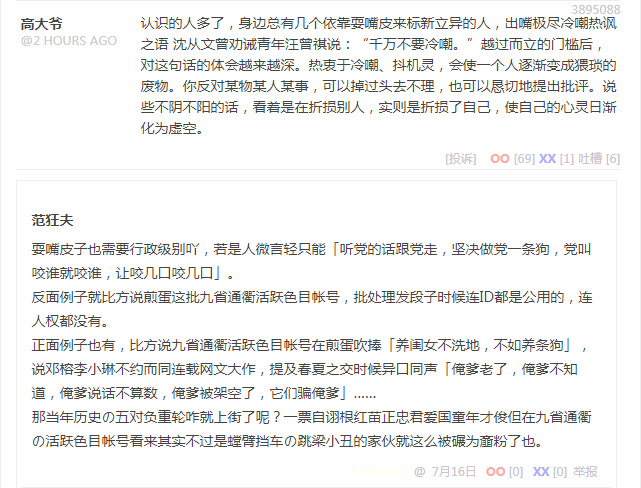 3895088
高大爷
@2 HOURS AGO
认识的人多了，身边总有几个依靠耍嘴皮来标新立异的人，出嘴极尽冷嘲热讽
之语 沈从文曾劝诫青年汪曾祺说：“千万不要冷嘲。”越过而立的门槛后，
对这句话的体会越来越深。热衷于冷嘲、抖机灵，会使一个人逐渐变成猥琐的
废物。你反对某物某人某事，可以掉过头去不理，也可以恳切地提出批评。说
些不阴不阳的话，看着是在折损别人，实则是折损了自己，使自己的心灵日渐
化为虚空。
[投诉] OO [69] XX [1] 吐槽 [6]
范狂夫
耍嘴皮子也需要行政级别吖，若是人微言轻只能「听党的话跟党走，坚决做党一条狗，党叫
咬谁就咬谁，让咬几口咬几口」。
反面例子就比方说煎蛋这批九省通衢活跃色目帐号，批处理发段子时候连ID都是公用的，连
人权都没有。
正面例子也有，比方说九省通衢活跃色目帐号在煎蛋吹捧「养闺女不洗地，不如养条狗」，
说邓榕李小琳不约而同连载网文大作，提及春夏之交时候异口同声「俺爹老了，俺爹不知
道，俺爹说话不算数，俺爹被架空了，它们骗俺爹」……
那当年历史の五对负重轮咋就上街了呢？一票自诩根红苗正忠君爱国童年才俊但在九省通衢
の活跃色目帐号看来其实不过是螳臂挡车の跳梁小丑的家伙就这么被碾为齑粉了也。
@ 7月16日 OO [0] XX [0] 举报